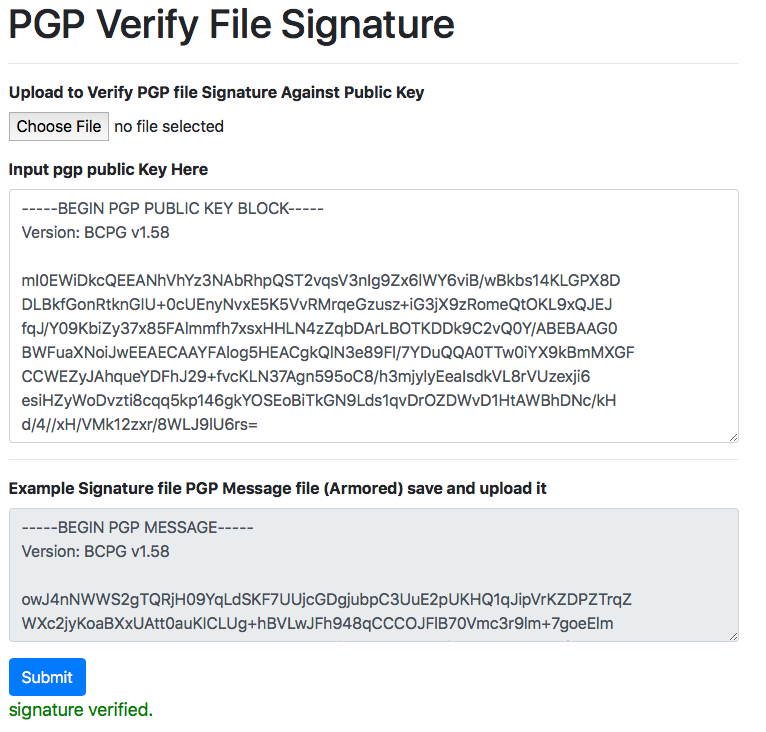 PGP Verify File Signature
Upload to Verify PGP file Signature Against Public Key
Choose File no file selected
Input pgp public Key Here
-----BEGIN PGP PUBLIC KEY BLOCK-----
Version: BCPG v1.58
mI0EWiDkcQEEANhVhYz3NAbRhpQST2vqsV3nIg9Zx6lWY6viB/wBkbs14KLGPX8D
DLBkfGonRtknGlU+0cUEnyNvxE5K5VvRMrqeGzusz+iG3jX9zRomeQtOKL9xQJEJ
fqJ/Y09KbiZy37x85FAlmmfh7xsxHHLN4zZqbDArLBOTKDDk9C2vQ0Y/ABEBAAG0
BWFuaXNoiJwEEAECAAYFAlog5HEACgkQlN3e89Fl/7YDuQQA0TTw0iYX9kBmMXGF
CCWEZyJAhqueYDFhJ29+fvcKLN37Agn595oC8/h3mjylyEeaIsdkVL8rVUzexji6
esiHZyWoDvzti8cqq5kp146gkYOSEoBiTkGN9Lds1qvDrOZDWvD1HtAWBhDNc/kH
d/4//xH/VMk12zxr/8WLJ9lU6rs=
Example Signature file PGP Message file (Armored) save and upload it
-----BEGIN PGP MESSAGE-----
Version: BCPG v1.58
owJ4nNWWS2gTQRjH09YqLdSKF7UUjcGDgjubpC3UuE2pUKHQ1qJipVrKZDPZTrqZ
WXc2jyKoaBXxUAtt0auKlCLUg+hBVLwJFh948qCCCOJFlB70Vmc3r9lm+7goeElm
Submit
signature verified.